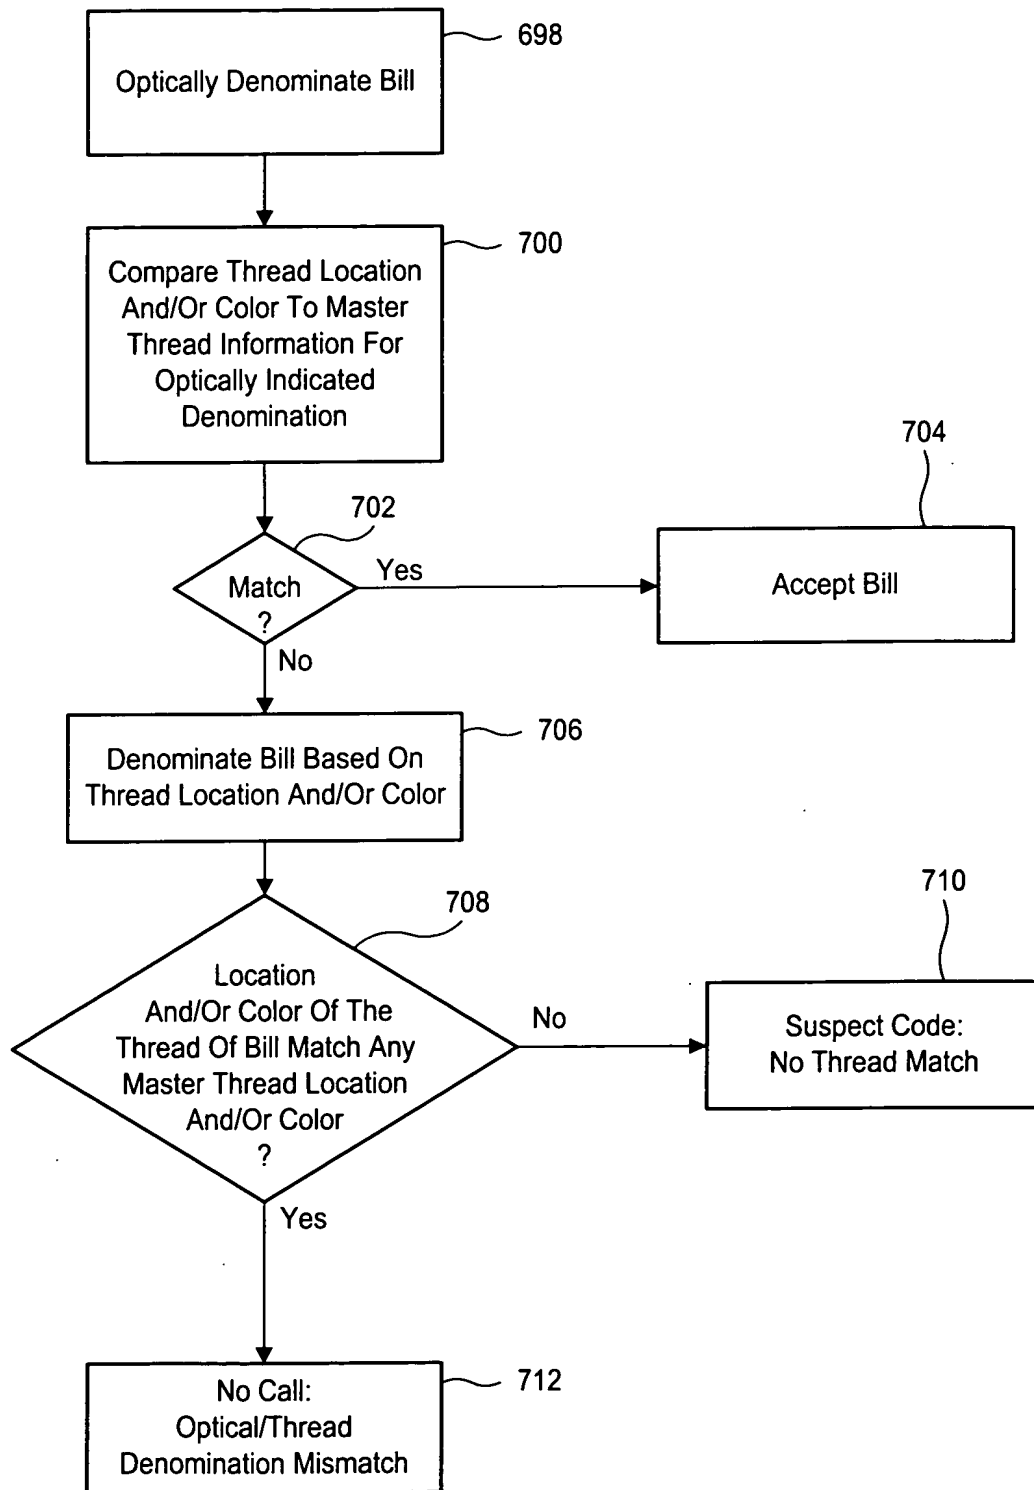 698
Optically Denominate Bill
700
Compare Thread Location
And/Or Color To Master
Thread Information For
Optically Indicated
Denomination
704
702
Match
?
Yes
Accept Bill
No
706
Denominate Bill Based On
Thread Location And/Or Color
708
710
Location
And/Or Color Of The
Thread Of Bill Match Any
Master Thread Location
And/Or Color
?
No
Suspect Code:
No Thread Match
Yes
712
No Call:
Optical/Thread
Denomination Mismatch